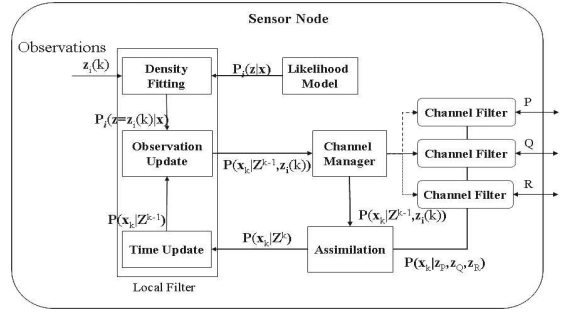 Sensor Node
Observations
z_i(k)
Density
Fitting
P_i(z|x)
Likelihood
Model
P_i(z=z_i(k)|x)
Channel Filter
P
Observation
Update
P(x_k|Z^{k-1},z_i(k))
Channel
Manager
Channel Filter
Q
Channel Filter
R
P(x_k|Z^{k-1})
P(x_k|Z^{k-1},z_i(k))
Time Update
P(x_k|Z^k)
Assimilation
P(x_k|z_P,z_Q,z_R)
Local Filter